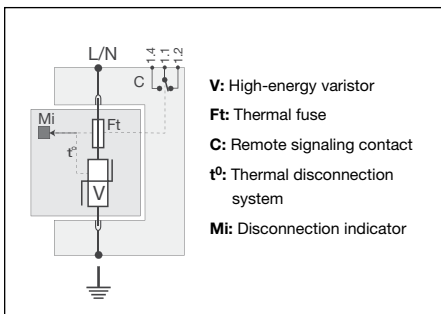 L/N
1.4
1.1
1.2
C
Mi
Ft
t⁰
V
V: High-energy varistor
Ft: Thermal fuse
C: Remote signaling contact
t⁰: Thermal disconnection
system
Mi: Disconnection indicator